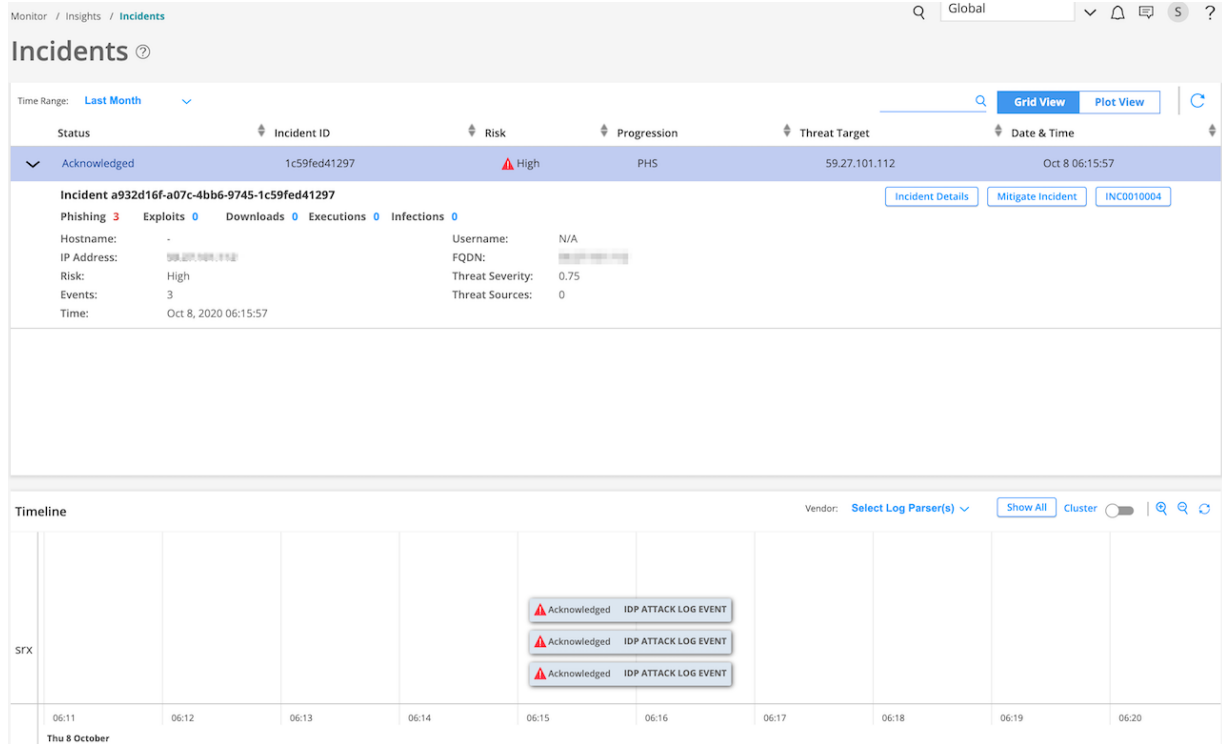 Monitor / Insights / Incidents
Global
S ?
Incidents ?
Time Range: Last Month
Grid View Plot View
Status Incident ID Risk Progression Threat Target Date & Time
Acknowledged 1c59fed41297 High PHS 59.27.101.112 Oct 8 06:15:57
Incident a932d16f-a07c-4bb6-9745-1c59fed41297
Incident Details Mitigate Incident INC0010004
Phishing 3 Exploits 0 Downloads 0 Executions 0 Infections 0
Hostname: - Username: N/A
IP Address: FQDN:
Risk: High Threat Severity: 0.75
Events: 3 Threat Sources: 0
Time: Oct 8, 2020 06:15:57
Timeline Vendor: Select Log Parser(s) Show All Cluster
Acknowledged IDP ATTACK LOG EVENT
Acknowledged IDP ATTACK LOG EVENT
srx
Acknowledged IDP ATTACK LOG EVENT
06:11 06:12 06:13 06:14 06:15 06:16 06:17 06:18 06:19 06:20
Thu 8 October